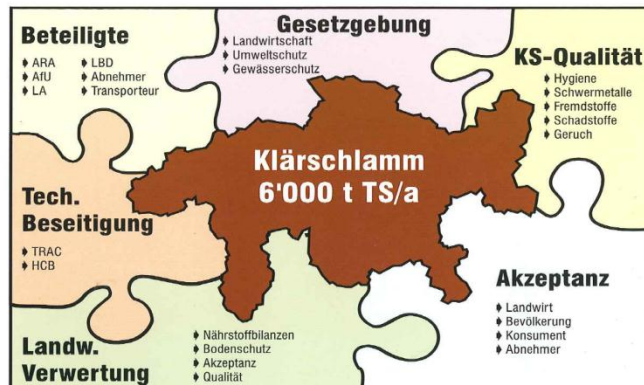 Beteiligte
♦ ARA
♦ AfU
♦ LA
♦ LBD
♦ Abnehmer
♦ Transporteur
Gesetzgebung
♦ Landwirtschaft
♦ Umweltschutz
♦ Gewässerschutz
KS-Qualität
♦ Hygiene
♦ Schwermetalle
♦ Fremdstoffe
♦ Schadstoffe
♦ Geruch
Klärschlamm
6'000 t TS/a
Tech.
Beseitigung
♦ TRAC
♦ HCB
Akzeptanz
♦ Landwirt
♦ Bevölkerung
♦ Konsument
♦ Abnehmer
Landw.
Verwertung
♦ Nährstoffbilanzen
♦ Bodenschutz
♦ Akzeptanz
♦ Qualität